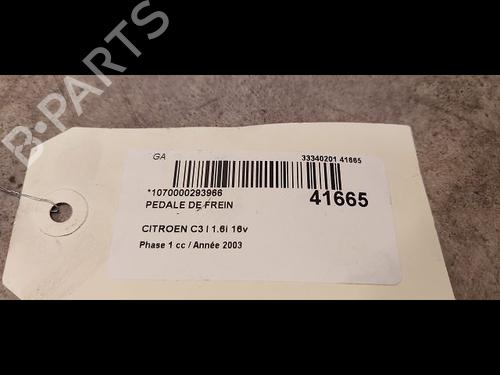 B-PARTS
GA
33340201 41665
*1070000293966
41665
PEDALE DE FREIN
CITROEN C3 I 1.6i 16v
Phase 1 cc / Année 2003